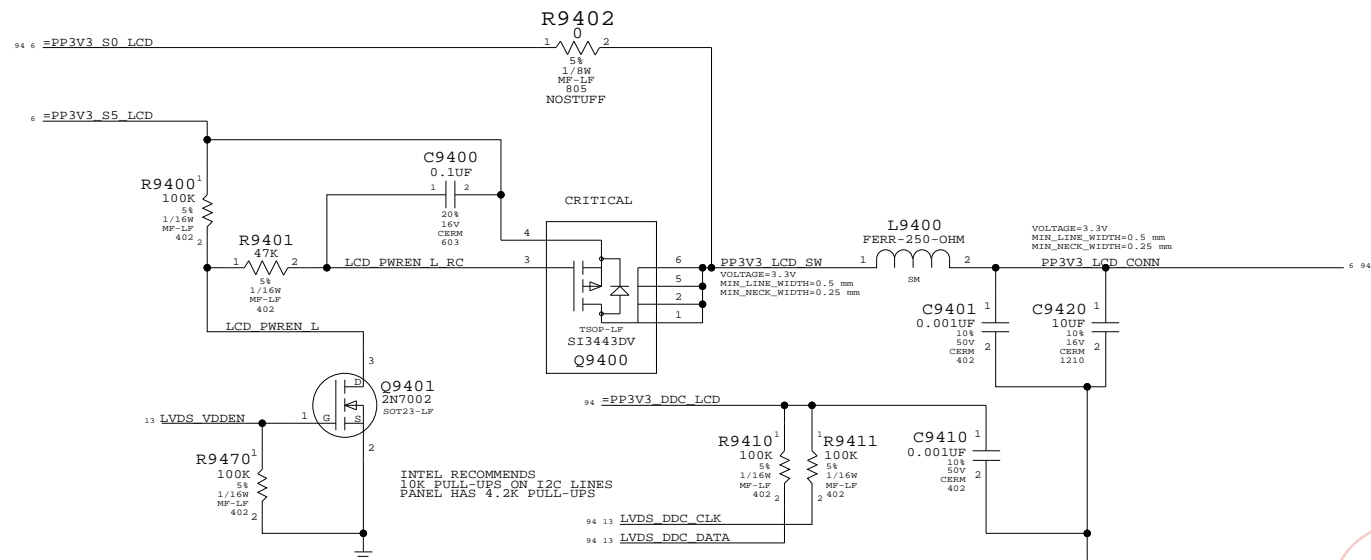 R9402
0
94 6 =PP3V3_S0_LCD
1 2
5%
1/8W
MF-LF
805
NOSTUFF
6 =PP3V3_S5_LCD
C9400
0.1UF
1 2
20%
16V
CERM
603
R9400
1
100K
5%
1/16W
MF-LF
402
2
R9401
47K
1 2
5%
1/16W
MF-LF
402
LCD_PWREN_L_RC
CRITICAL
4
3
6
5
2
1
TSOP-LF
SI3443DV
Q9400
PP3V3_LCD_SW
VOLTAGE=3.3V
MIN_LINE_WIDTH=0.5 mm
MIN_NECK_WIDTH=0.25 mm
L9400
FERR-250-OHM
1 2
SM
VOLTAGE=3.3V
MIN_LINE_WIDTH=0.5 mm
MIN_NECK_WIDTH=0.25 mm
PP3V3_LCD_CONN
6 94
C9401
1
0.001UF
10%
50V
CERM
402
2
C9420
1
10UF
10%
16V
CERM
1210
2
LCD_PWREN_L
3
D
Q9401
2N7002
SOT23-LF
13 LVDS_VDDEN
1
G
S
2
R9470
1
100K
5%
1/16W
MF-LF
402
2
INTEL RECOMMENDS
10K PULL-UPS ON I2C LINES
PANEL HAS 4.2K PULL-UPS
94 =PP3V3_DDC_LCD
R9410
1
100K
5%
1/16W
MF-LF
402
2
R9411
1
100K
5%
1/16W
MF-LF
402
2
C9410
1
0.001UF
10%
50V
CERM
402
2
94 13 LVDS_DDC_CLK
94 13 LVDS_DDC_DATA